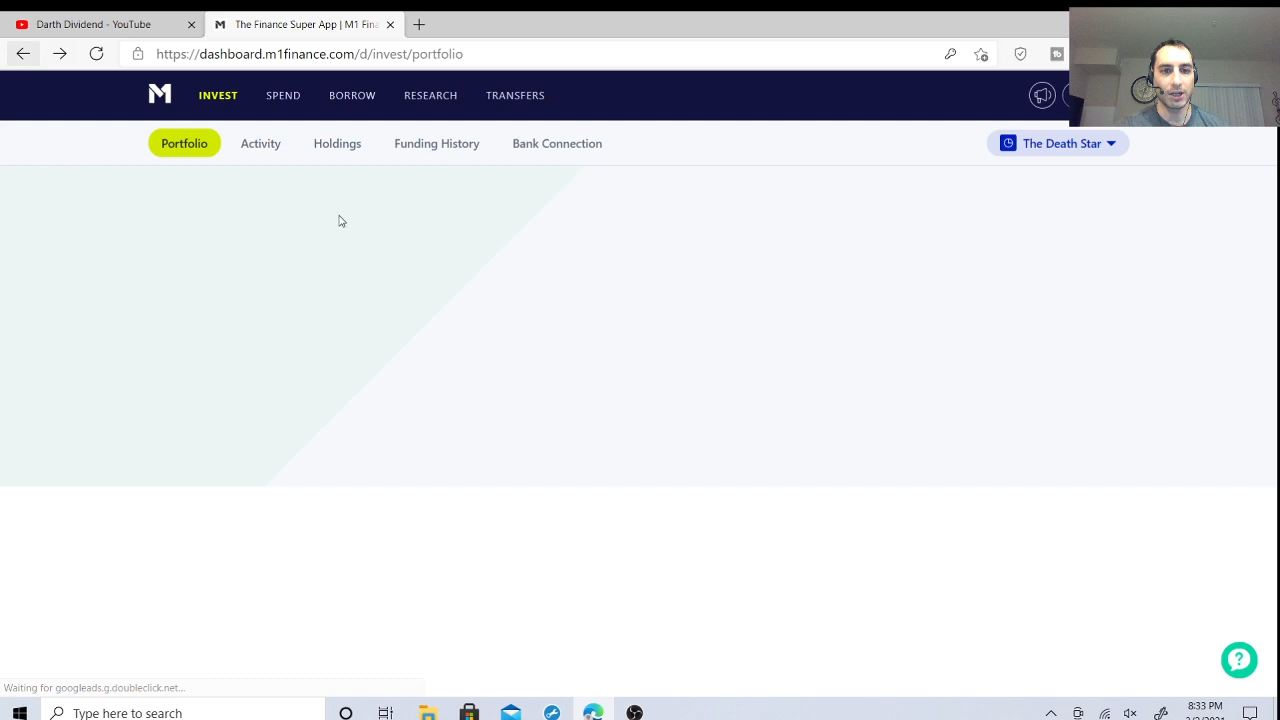 Darth Dividend - YouTube
The Finance Super App | M1 Fina
https://dashboard.m1finance.com/d/invest/portfolio
INVEST SPEND BORROW RESEARCH TRANSFERS
Portfolio Activity Holdings Funding History Bank Connection The Death Star
Waiting for googleads.g.doubleclick.net...
Type here to search
8:33 PM